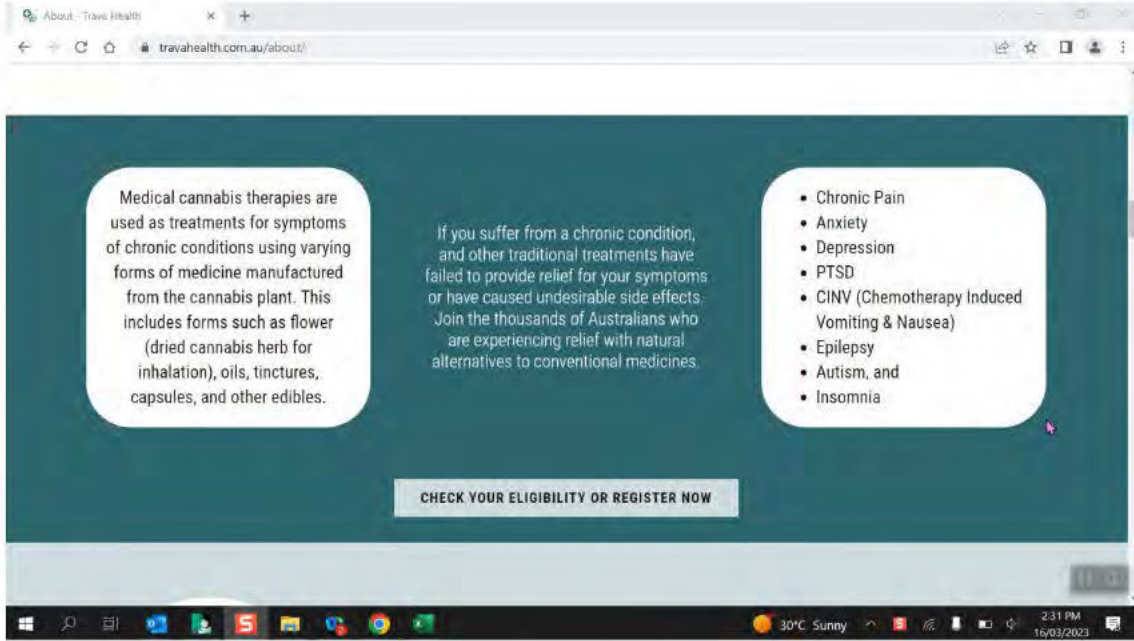 About - Trava Health
travahealth.com.au/about/
Medical cannabis therapies are
used as treatments for symptoms
of chronic conditions using varying
forms of medicine manufactured
from the cannabis plant. This
includes forms such as flower
(dried cannabis herb for
inhalation), oils, tinctures,
capsules, and other edibles.
If you suffer from a chronic condition,
and other traditional treatments have
failed to provide relief for your symptoms
or have caused undesirable side effects.
Join the thousands of Australians who
are experiencing relief with natural
alternatives to conventional medicines.
• Chronic Pain
• Anxiety
• Depression
• PTSD
• CINV (Chemotherapy Induced
Vomiting & Nausea)
• Epilepsy
• Autism, and
• Insomnia
CHECK YOUR ELIGIBILITY OR REGISTER NOW
30°C Sunny
2:31 PM
16/03/2023